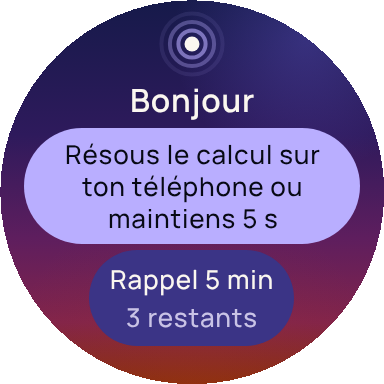 Bonjour
Résous le calcul sur
ton téléphone ou
maintiens 5 s
Rappel 5 min
3 restants